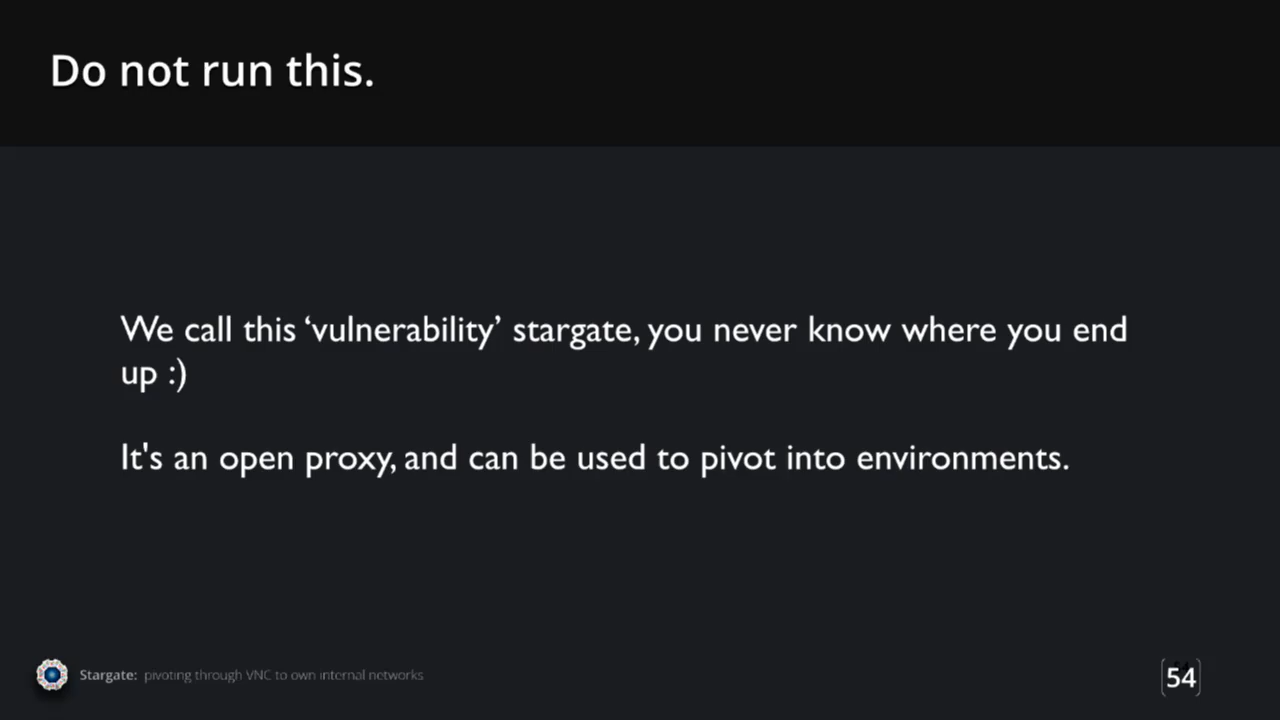 Do not run this.
We call this ‘vulnerability’ stargate, you never know where you end
up :)
It's an open proxy, and can be used to pivot into environments.
Stargate: pivoting through VNC to own internal networks
54